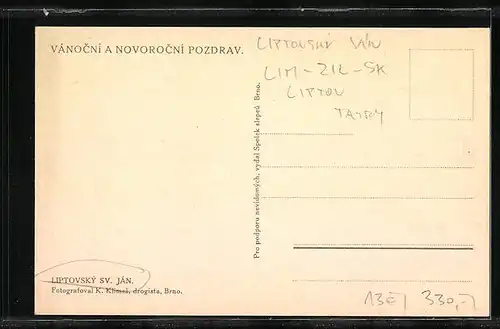 VÁNOČNÍ A NOVOROČNÍ POZDRAV.
LIPTOVSKÝ JÁN
LIM-ZIL-SK
LIPTOV
TATRY
Pro podporu nevidomých, vydal Spolek slepců Brno.
LIPTOVSKÝ SV. JÁN.
Fotografoval K. Klimeš, drogista, Brno.
330,-